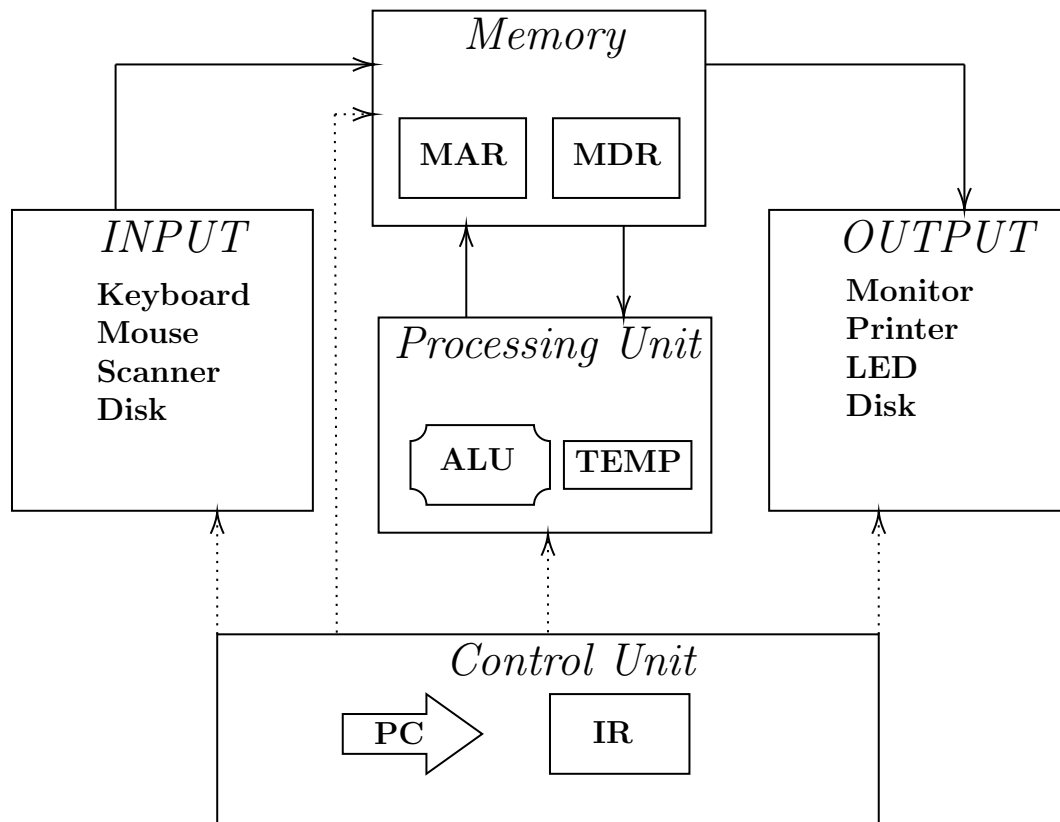 Memory
MAR
MDR
INPUT
Keyboard
Mouse
Scanner
Disk
OUTPUT
Monitor
Printer
LED
Disk
Processing Unit
ALU
TEMP
Control Unit
PC
IR